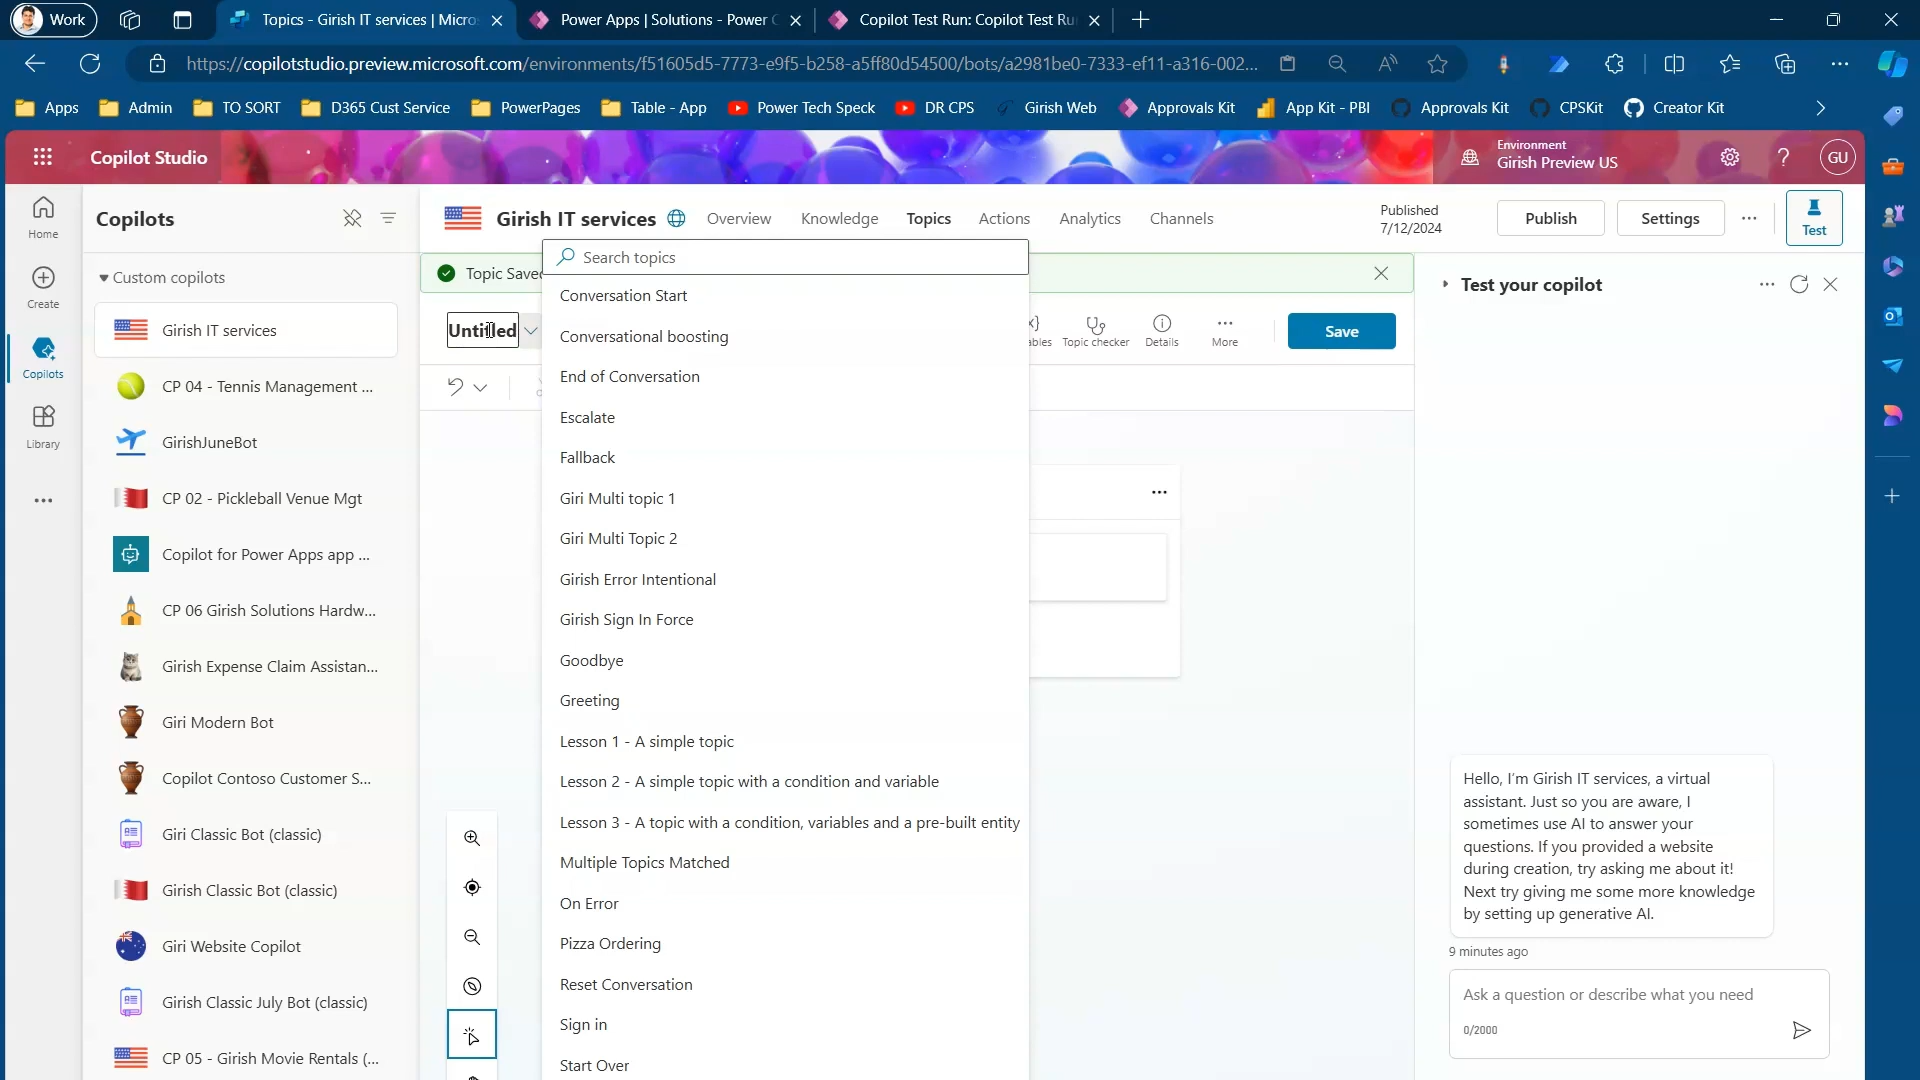 Work
Topics - Girish IT services | Micros
Power Apps | Solutions - Power C
Copilot Test Run: Copilot Test Ru
https://copilotstudio.preview.microsoft.com/environments/f51605d5-7773-e9f5-b258-a5ff80d54500/bots/a2981be0-7333-ef11-a316-002...
Apps
Admin
TO SORT
D365 Cust Service
PowerPages
Table - App
Power Tech Speck
DR CPS
Girish Web
Approvals Kit
App Kit - PBI
Approvals Kit
CPSKit
Creator Kit
Copilot Studio
Environment
Girish Preview US
GU
Home
Create
Copilots
Library
Copilots
Custom copilots
Girish IT services
CP 04 - Tennis Management ...
GirishJuneBot
CP 02 - Pickleball Venue Mgt
Copilot for Power Apps app ...
CP 06 Girish Solutions Hardw...
Girish Expense Claim Assistan...
Giri Modern Bot
Copilot Contoso Customer S...
Giri Classic Bot (classic)
Girish Classic Bot (classic)
Giri Website Copilot
Girish Classic July Bot (classic)
CP 05 - Girish Movie Rentals (...
Girish IT services
Overview
Knowledge
Topics
Actions
Analytics
Channels
Published
7/12/2024
Publish
Settings
Test
Topic Saved
Untitled
ables
Topic checker
Details
More
Save
Search topics
Conversation Start
Conversational boosting
End of Conversation
Escalate
Fallback
Giri Multi topic 1
Giri Multi Topic 2
Girish Error Intentional
Girish Sign In Force
Goodbye
Greeting
Lesson 1 - A simple topic
Lesson 2 - A simple topic with a condition and variable
Lesson 3 - A topic with a condition, variables and a pre-built entity
Multiple Topics Matched
On Error
Pizza Ordering
Reset Conversation
Sign in
Start Over
Test your copilot
Hello, I'm Girish IT services, a virtual
assistant. Just so you are aware, I
sometimes use AI to answer your
questions. If you provided a website
during creation, try asking me about it!
Next try giving me some more knowledge
by setting up generative AI.
9 minutes ago
Ask a question or describe what you need
0/2000